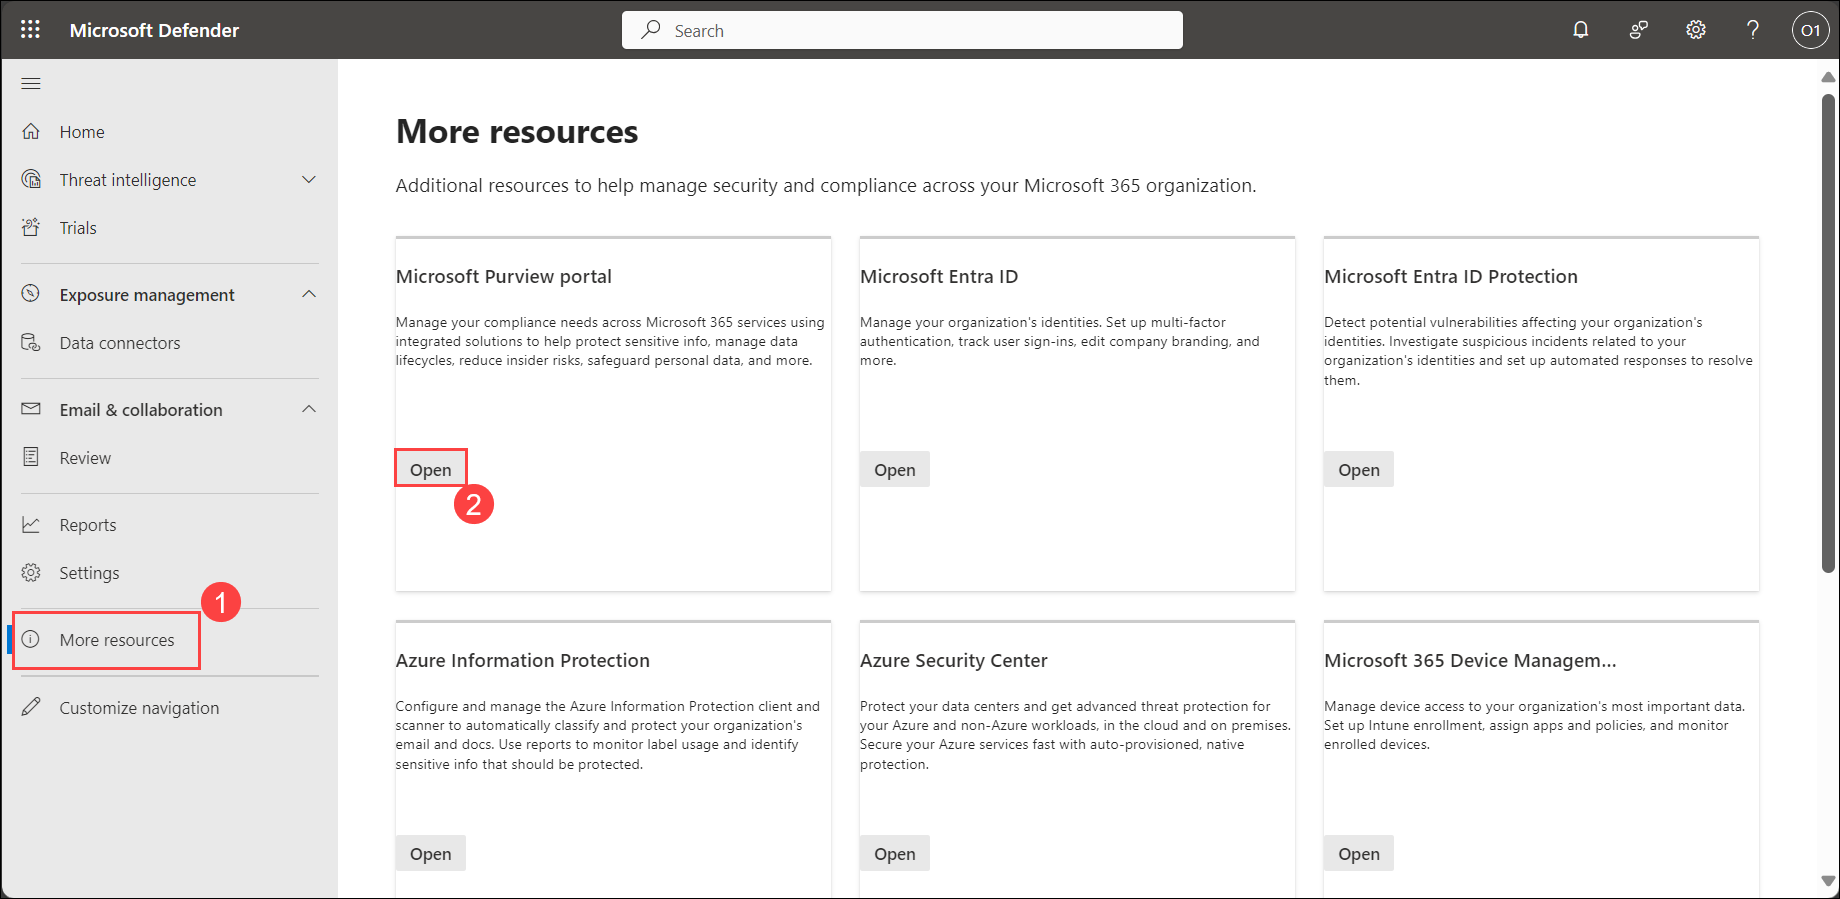 Microsoft Defender
Search
O1
Home
Threat intelligence
Trials
Exposure management
Data connectors
Email & collaboration
Review
Reports
Settings
1
More resources
Customize navigation
More resources
Additional resources to help manage security and compliance across your Microsoft 365 organization.
Microsoft Purview portal
Manage your compliance needs across Microsoft 365 services using
integrated solutions to help protect sensitive info, manage data
lifecycles, reduce insider risks, safeguard personal data, and more.
Open
2
Microsoft Entra ID
Manage your organization's identities. Set up multi-factor
authentication, track user sign-ins, edit company branding, and
more.
Open
Microsoft Entra ID Protection
Detect potential vulnerabilities affecting your organization's
identities. Investigate suspicious incidents related to your
organization's identities and set up automated responses to resolve
them.
Open
Azure Information Protection
Configure and manage the Azure Information Protection client and
scanner to automatically classify and protect your organization's
email and docs. Use reports to monitor label usage and identify
sensitive info that should be protected.
Open
Azure Security Center
Protect your data centers and get advanced threat protection for
your Azure and non-Azure workloads, in the cloud and on premises.
Secure your Azure services fast with auto-provisioned, native
protection.
Open
Microsoft 365 Device Managem...
Manage device access to your organization's most important data.
Set up Intune enrollment, assign apps and policies, and monitor
enrolled devices.
Open